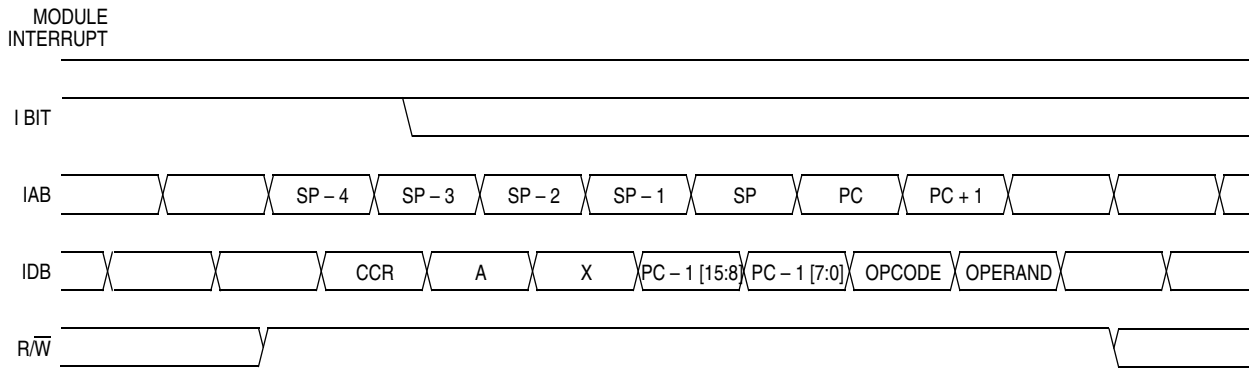 MODULE
INTERRUPT
I BIT
IAB SP – 4 SP – 3 SP – 2 SP – 1 SP PC PC + 1
IDB CCR A X PC – 1 [15:8] PC – 1 [7:0] OPCODE OPERAND
R/W̅